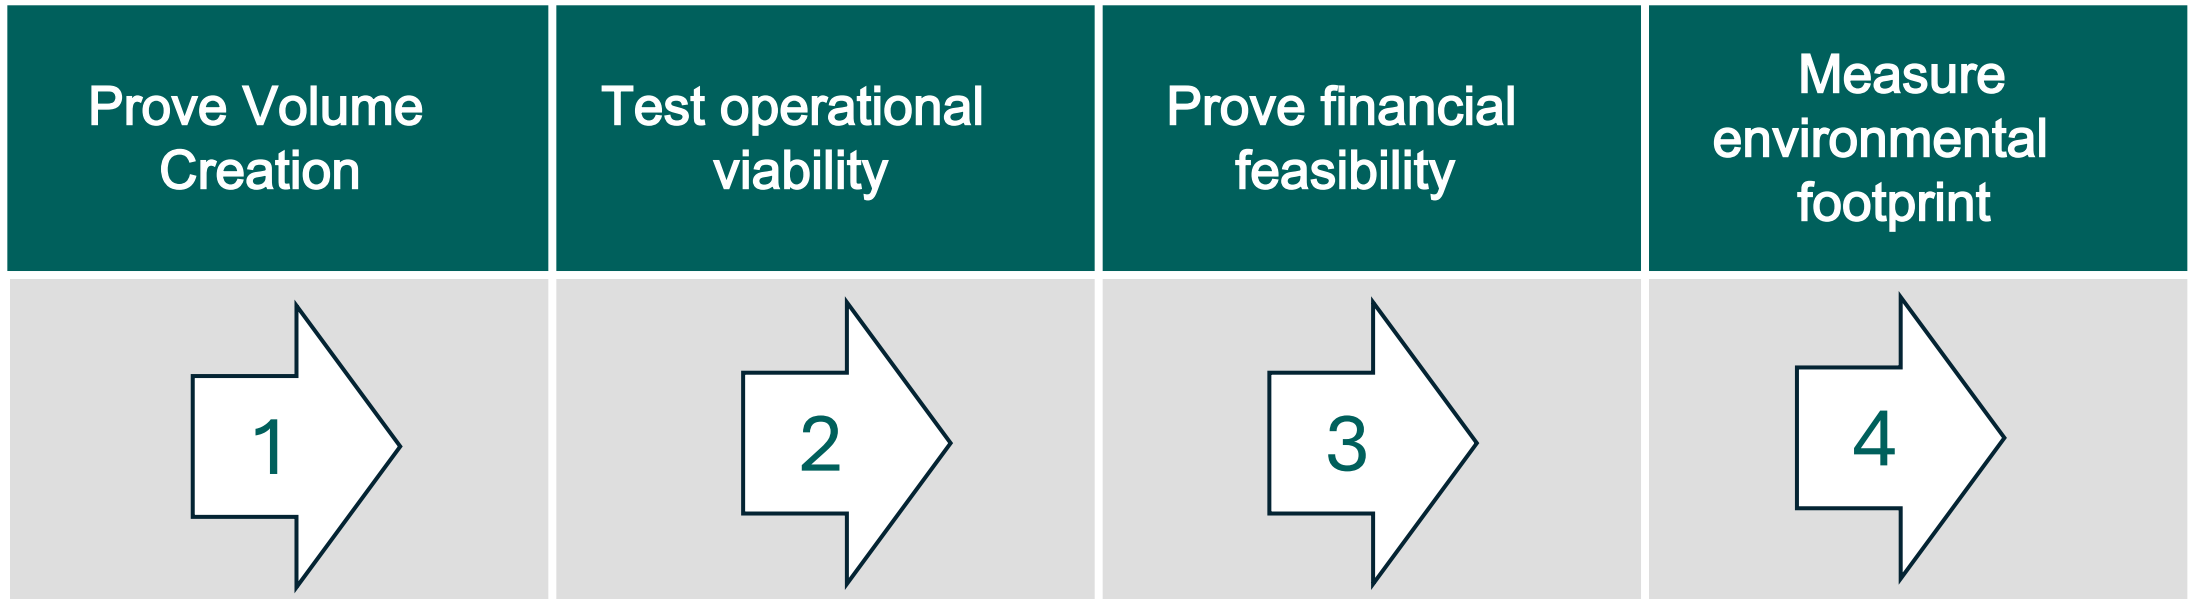 Prove Volume
Creation
Test operational
viability
Prove financial
feasibility
Measure
environmental
footprint
1
2
3
4